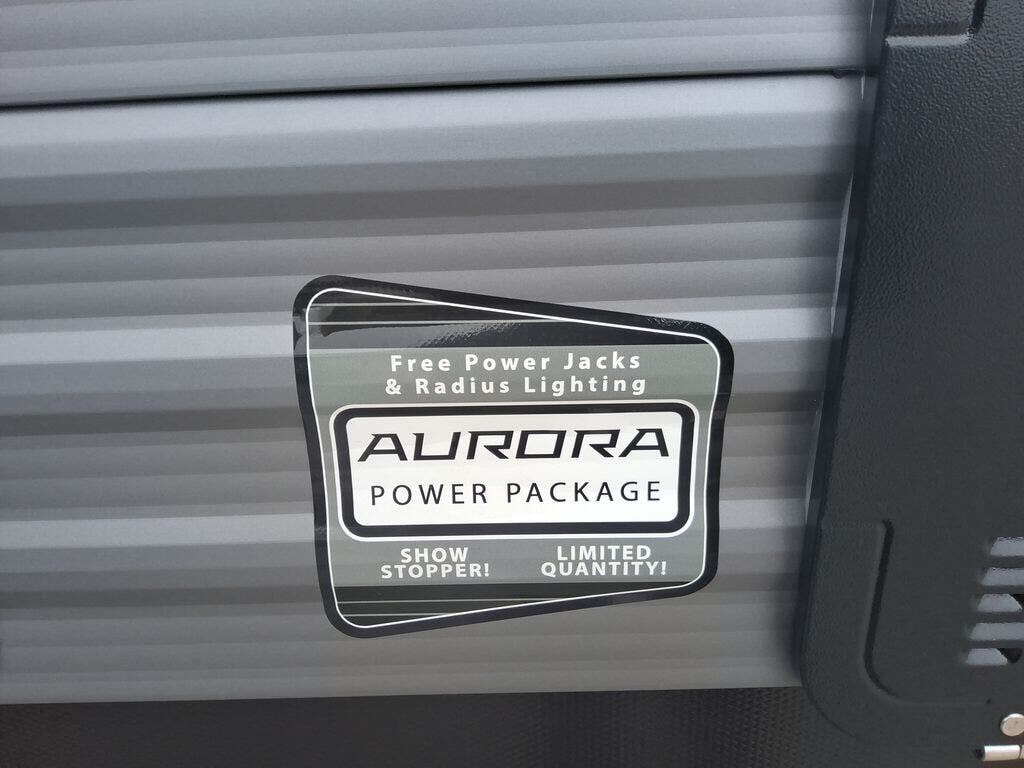 Free Power Jacks
& Radius Lighting
AURORA
POWER PACKAGE
SHOW
STOPPER!
LIMITED
QUANTITY!